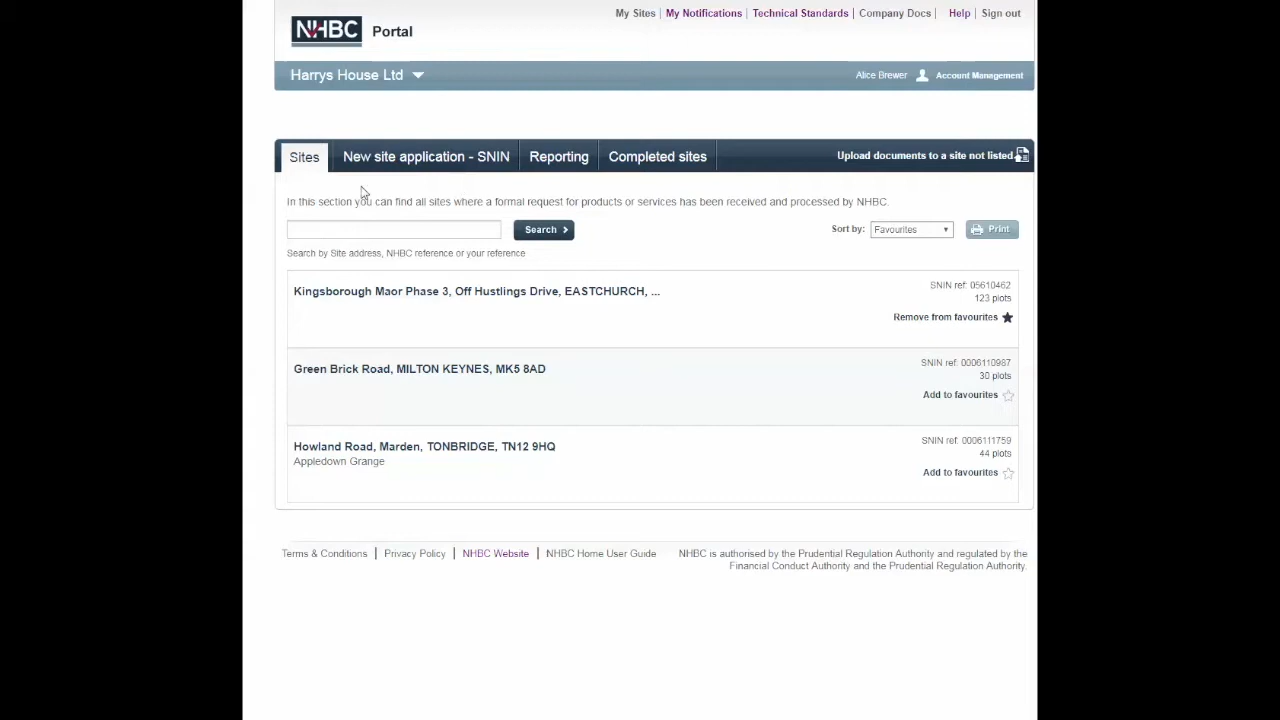 My Sites | My Notifications | Technical Standards | Company Docs | Help | Sign out
NHBC Portal
Harrys House Ltd
Alice Brewer Account Management
Sites New site application - SNIN Reporting Completed sites Upload documents to a site not listed
In this section you can find all sites where a formal request for products or services has been received and processed by NHBC.
Search Sort by: Favourites Print
Search by Site address, NHBC reference or your reference
Kingsborough Maor Phase 3, Off Hustlings Drive, EASTCHURCH, ...
SNIN ref: 05610462
123 plots
Remove from favourites
Green Brick Road, MILTON KEYNES, MK5 8AD
SNIN ref: 0006110987
30 plots
Add to favourites
Howland Road, Marden, TONBRIDGE, TN12 9HQ
Appledown Grange
SNIN ref: 0006111759
44 plots
Add to favourites
Terms & Conditions | Privacy Policy | NHBC Website | NHBC Home User Guide
NHBC is authorised by the Prudential Regulation Authority and regulated by the
Financial Conduct Authority and the Prudential Regulation Authority.